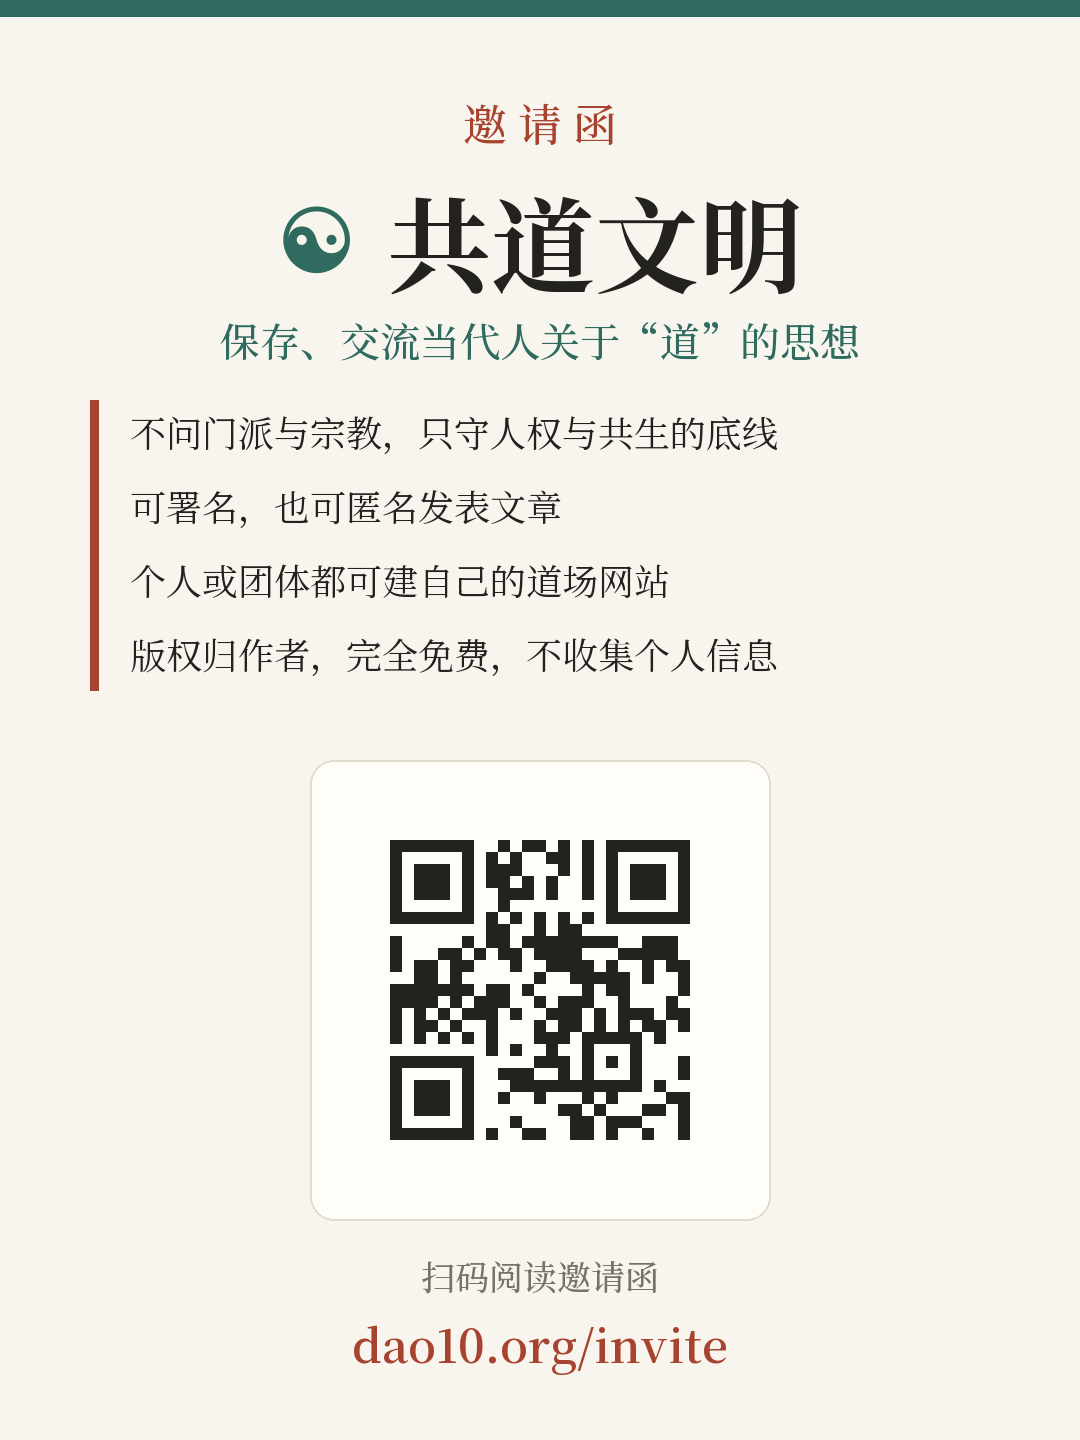 邀请函
☯ 共道文明
保存、交流当代人关于“道”的思想
不问门派与宗教，只守人权与共生的底线
可署名，也可匿名发表文章
个人或团体都可建自己的道场网站
版权归作者，完全免费，不收集个人信息
扫码阅读邀请函
dao10.org/invite